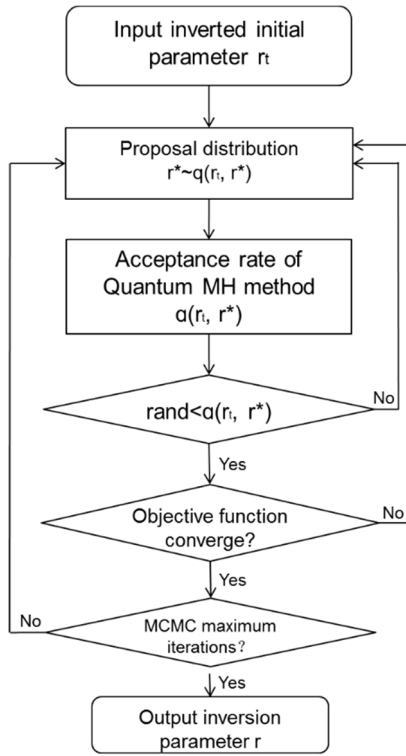 Input inverted initial
parameter rt
Proposal distribution
r*~q(rt, r*)
Acceptance rate of
Quantum MH method
α(rt, r*)
rand<α(rt, r*)
No
Yes
Objective function
converge?
No
Yes
No
MCMC maximum
iterations?
Yes
Output inversion
parameter r